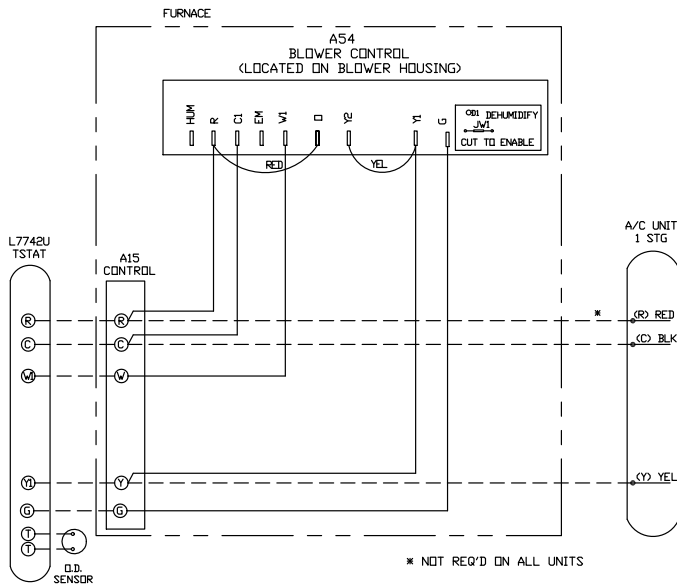 FURNACE
A54
BLOWER CONTROL
(LOCATED ON BLOWER HOUSING)
HUM
R
C1
EM
W1
O
Y2
Y1
G
OB1 DEHUMIDIFY
JW1
CUT TO ENABLE
RED
YEL
L7742U
TSTAT
A15
CONTROL
A/C UNIT
1 STG
R
R
*
(R) RED
C
C
(C) BLK
W1
W
Y1
Y
(Y) YEL
G
G
T
T
O.D.
SENSOR
* NOT REQ'D ON ALL UNITS